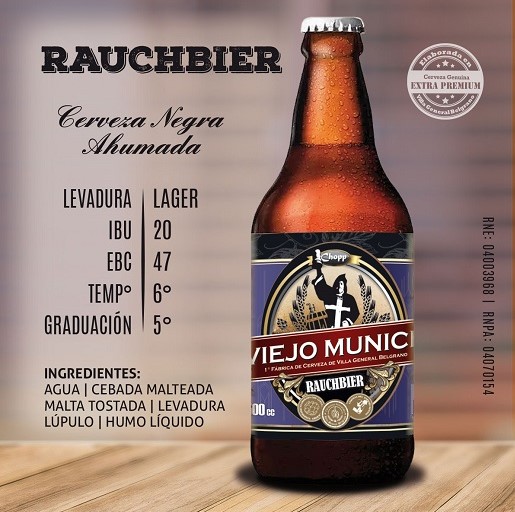 RAUCHBIER
Cerveza Negra
Ahumada
LEVADURA LAGER
IBU 20
EBC 47
TEMPº 6º
GRADUACIÓN 5º
INGREDIENTES:
AGUA | CEBADA MALTEADA
MALTA TOSTADA | LEVADURA
LÚPULO | HUMO LÍQUIDO
Elaborada en
Cerveza Genuina
EXTRA PREMIUM
Villa General Belgrano
RNE: 04003968 | RNPA: 04070154
Chopp
VIEJO MUNIC
1ª FÁBRICA DE CERVEZA DE VILLA GENERAL BELGRANO
RAUCHBIER
00 cc